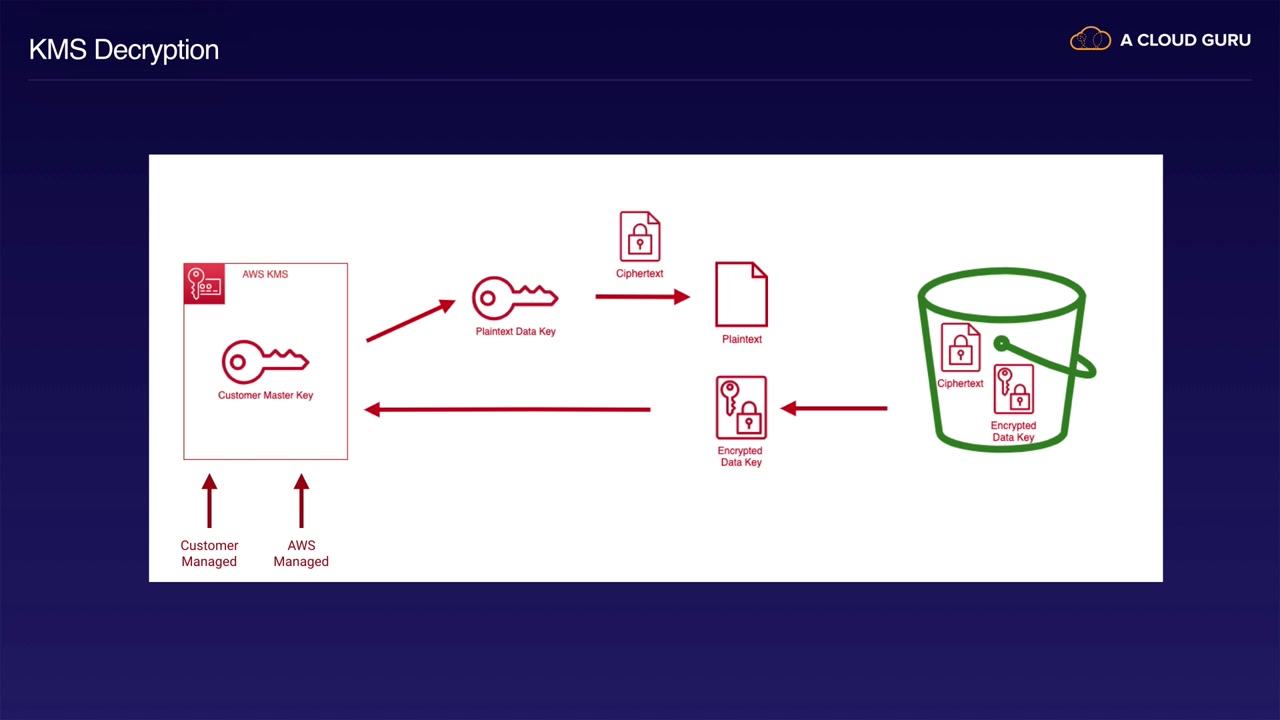 KMS Decryption
A CLOUD GURU
AWS KMS
Customer Master Key
Plaintext Data Key
Ciphertext
Plaintext
Encrypted
Data Key
Ciphertext
Encrypted
Data Key
Customer
Managed
AWS
Managed